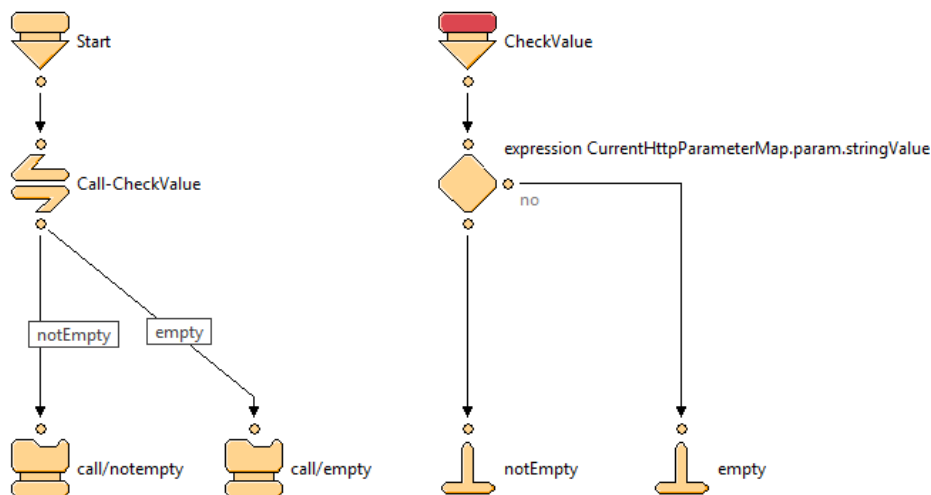 Start
CheckValue
expression CurrentHttpParameterMap.param.stringValue
Call-CheckValue
no
notEmpty
empty
call/notempty
call/empty
notEmpty
empty